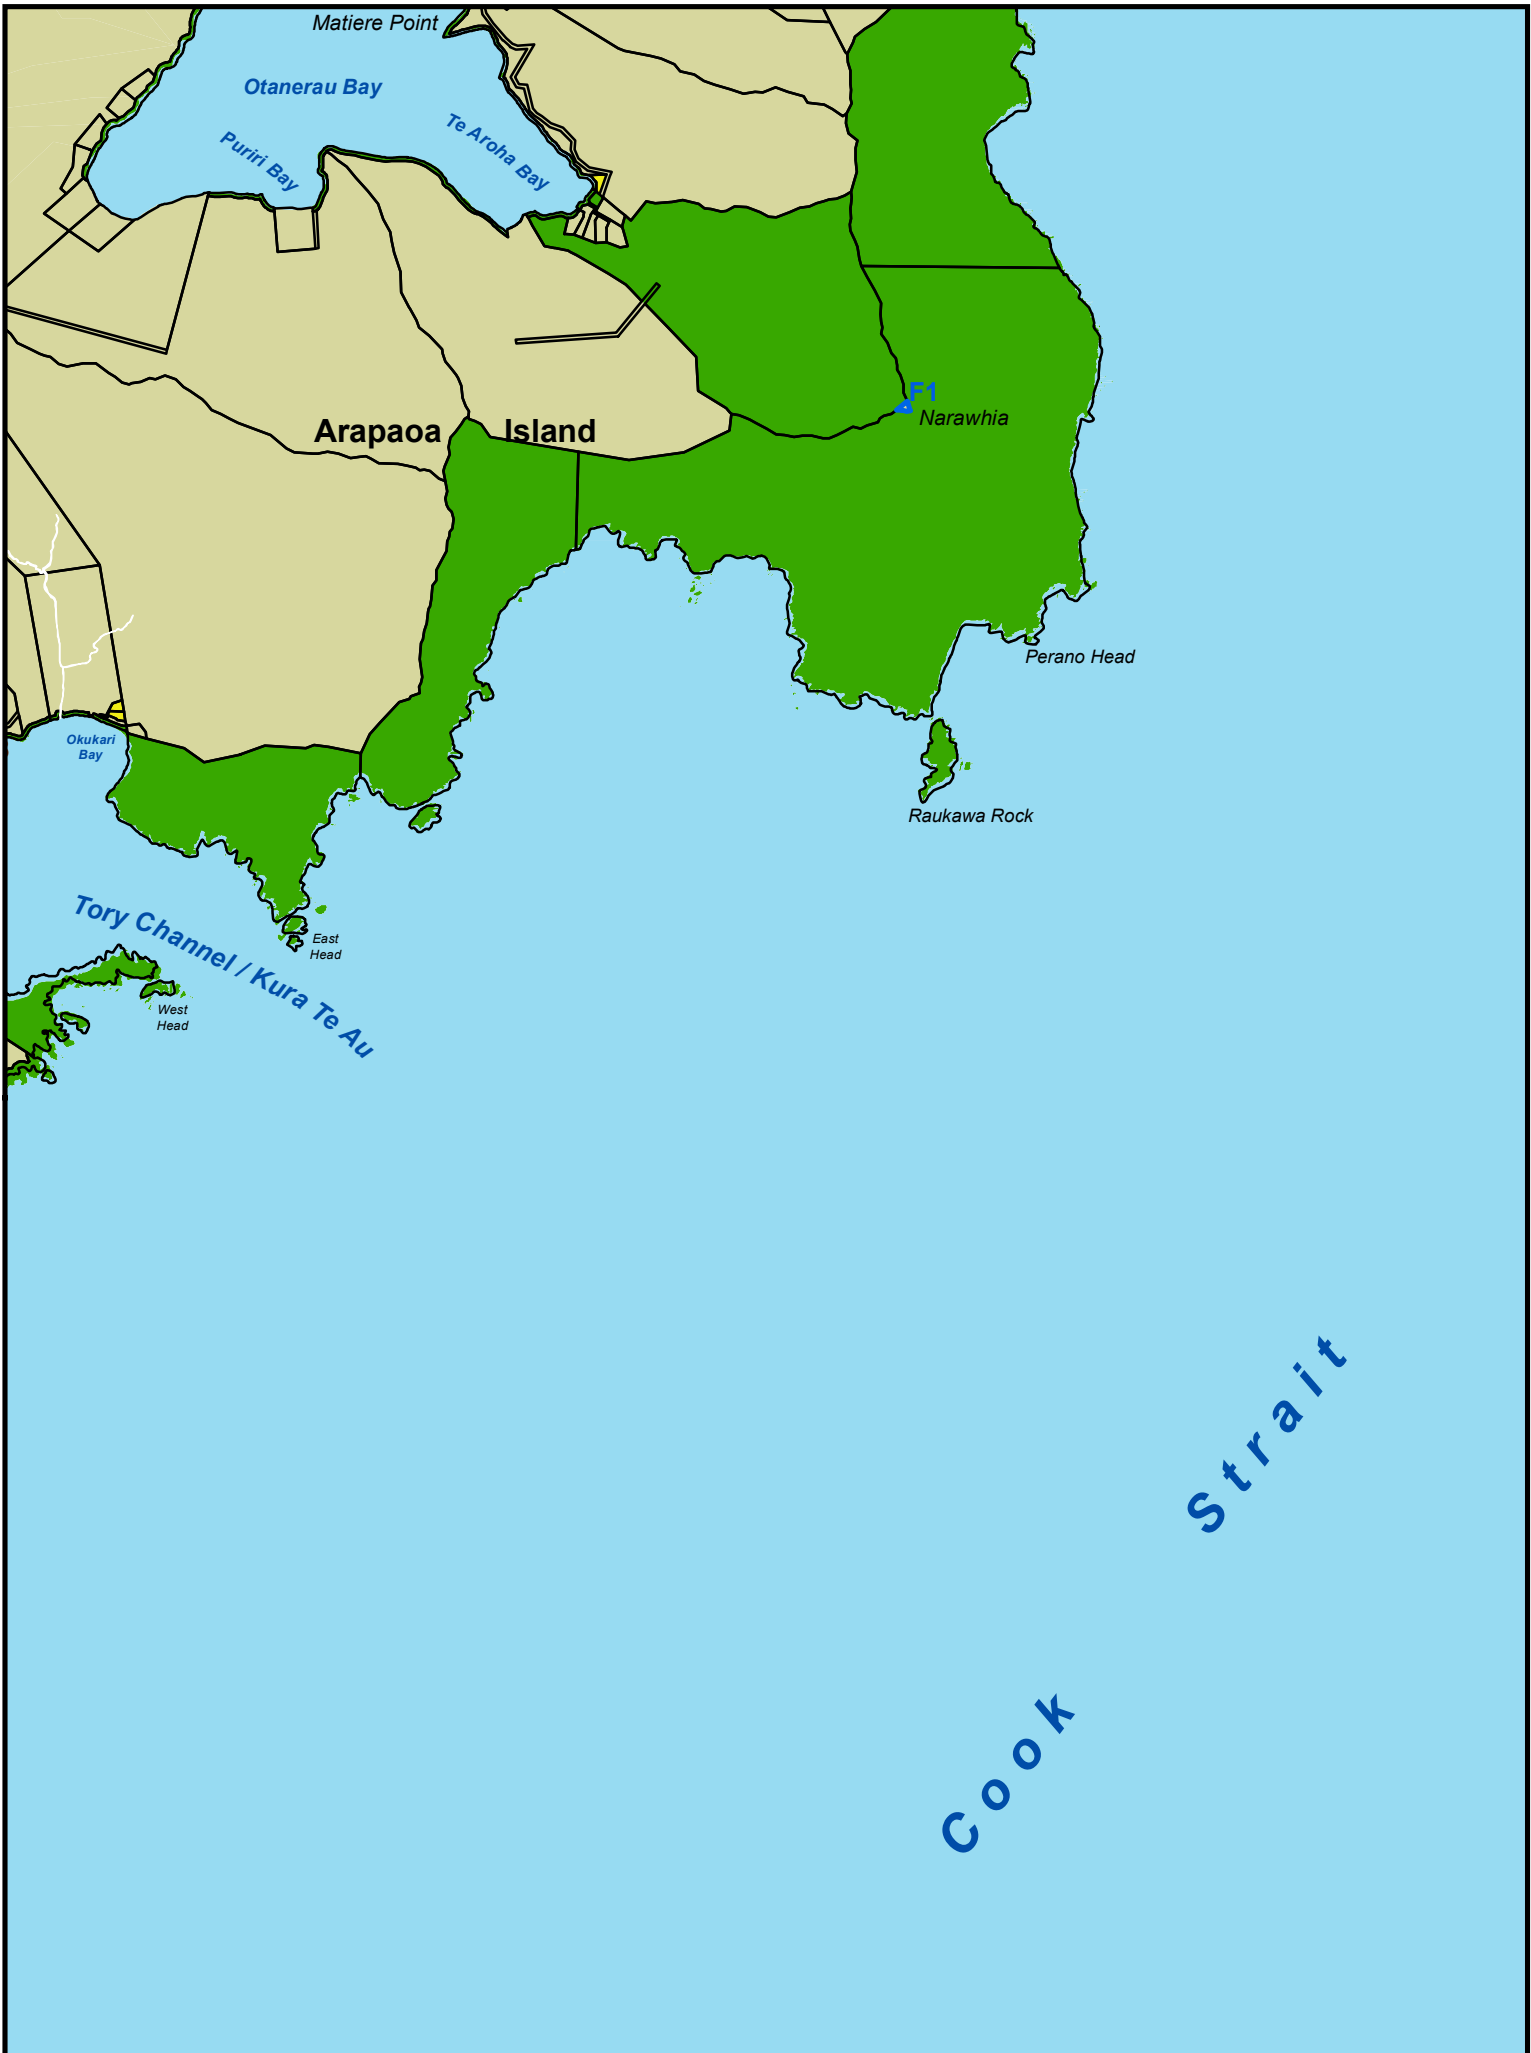 Matiere Point
Otanerau Bay
Te Aroha Bay
Puriri Bay
F1
Narawhia
Arapaoa Island
Perano Head
Okukari
Bay
Raukawa Rock
Tory Channel / Kura Te Au
East
Head
West
Head
Cook Strait